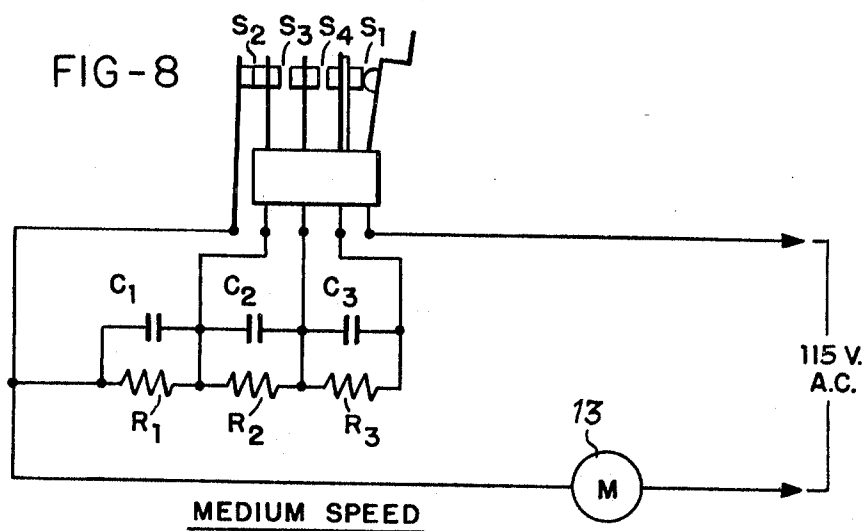 FIG-8
S2 S3 S4 S1
C1 C2 C3
115 V.
A.C.
R1 R2 R3
13
M
MEDIUM SPEED